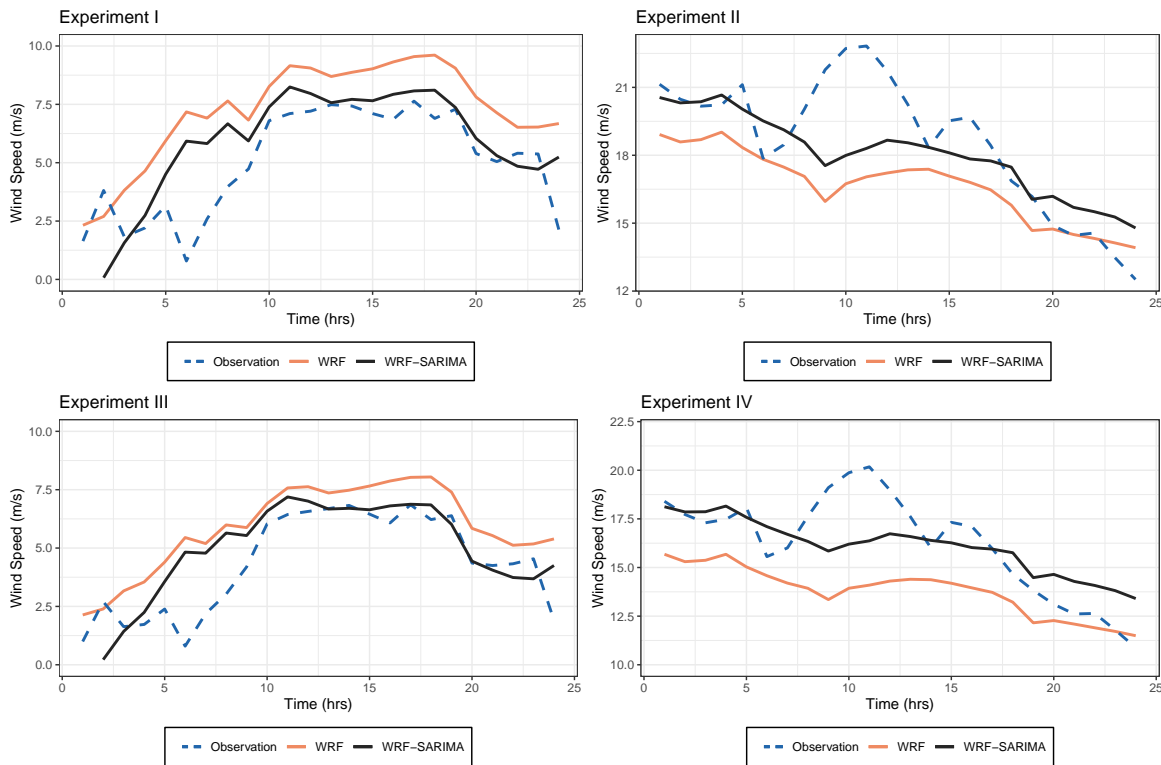 Experiment I
10.0
7.5
5.0
2.5
0.0
Wind Speed (m/s)
0 5 10 15 20 25
Time (hrs)
Observation WRF WRF−SARIMA
Experiment II
21
18
15
12
Wind Speed (m/s)
0 5 10 15 20 25
Time (hrs)
Observation WRF WRF−SARIMA
Experiment III
10.0
7.5
5.0
2.5
0.0
Wind Speed (m/s)
0 5 10 15 20 25
Time (hrs)
Observation WRF WRF−SARIMA
Experiment IV
22.5
20.0
17.5
15.0
12.5
10.0
Wind Speed (m/s)
0 5 10 15 20 25
Time (hrs)
Observation WRF WRF−SARIMA